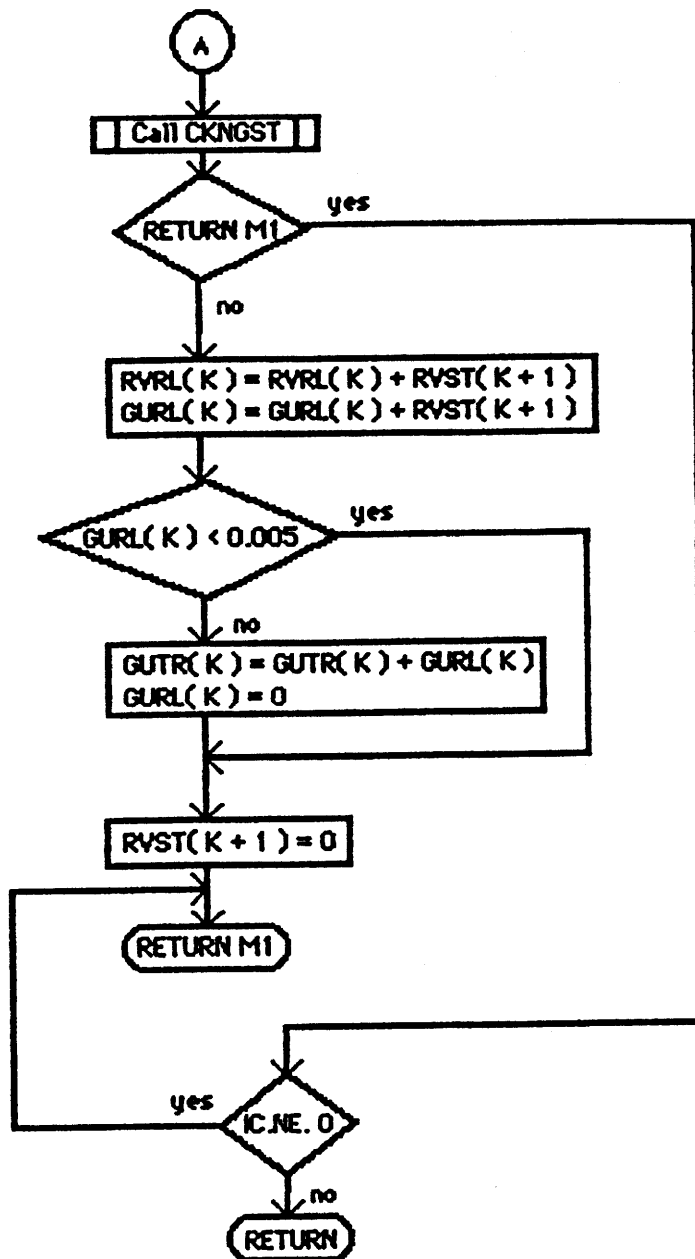 A
Call CKNGST
yes
RETURN M1
no
RVRL(K) = RVRL(K) + RVST(K+1)
GURL(K) = GURL(K) + RVST(K+1)
yes
GURL(K) < 0.005
no
GUTR(K) = GUTR(K) + GURL(K)
GURL(K) = 0
RVST(K+1) = 0
RETURN M1
yes
IC.NE. 0
no
RETURN